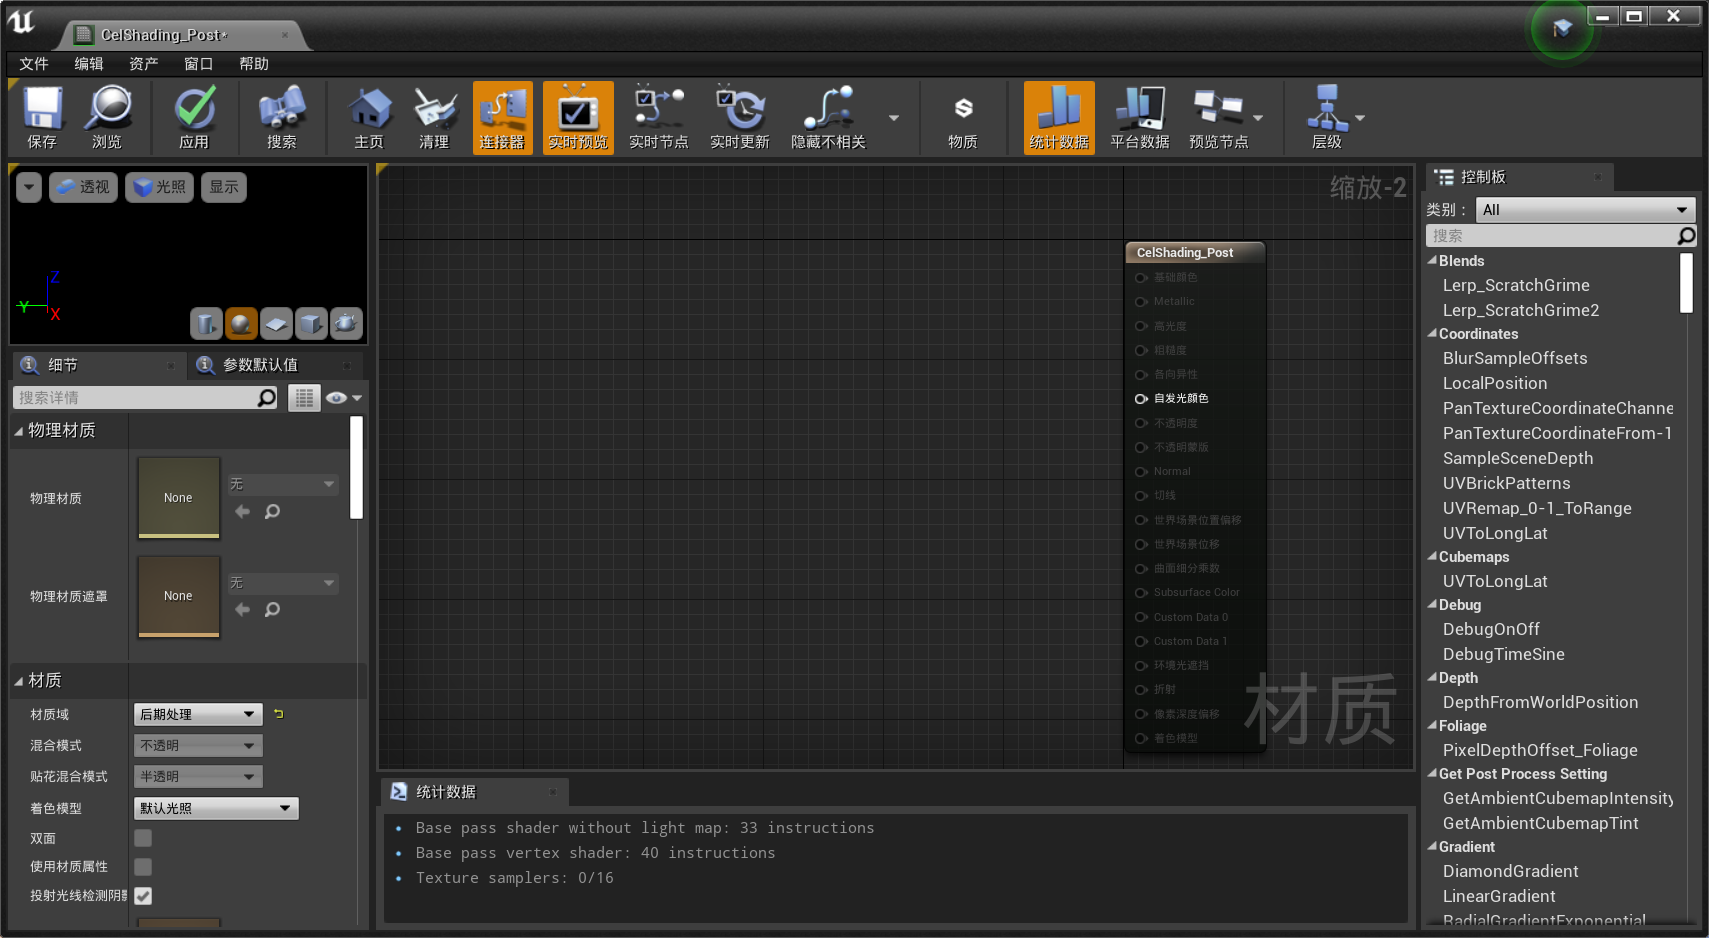 CelShading_Post*
文件 编辑 资产 窗口 帮助
保存 浏览 应用 搜索 主页 清理 连接器 实时预览 实时节点 实时更新 隐藏不相关 物质 统计数据 平台数据 预览节点 层级
透视 光照 显示
Z
Y
X
细节 参数默认值
搜索详情
物理材质
物理材质
None
无
物理材质遮罩
None
无
材质
材质域 后期处理
混合模式 不透明
贴花混合模式 半透明
着色模型 默认光照
双面
使用材质属性
投射光线检测阴影
缩放-2
CelShading_Post
基础颜色
Metallic
高光度
粗糙度
各向异性
自发光颜色
不透明度
不透明蒙版
Normal
切线
世界场景位置偏移
世界场景位移
曲面细分乘数
Subsurface Color
Custom Data 0
Custom Data 1
环境光遮挡
折射
像素深度偏移
着色模型
材质
统计数据
Base pass shader without light map: 33 instructions
Base pass vertex shader: 40 instructions
Texture samplers: 0/16
控制板
类别： All
搜索
Blends
Lerp_ScratchGrime
Lerp_ScratchGrime2
Coordinates
BlurSampleOffsets
LocalPosition
PanTextureCoordinateChanne
PanTextureCoordinateFrom-1
SampleSceneDepth
UVBrickPatterns
UVRemap_0-1_ToRange
UVToLongLat
Cubemaps
UVToLongLat
Debug
DebugOnOff
DebugTimeSine
Depth
DepthFromWorldPosition
Foliage
PixelDepthOffset_Foliage
Get Post Process Setting
GetAmbientCubemapIntensity
GetAmbientCubemapTint
Gradient
DiamondGradient
LinearGradient
RadialGradientExponential